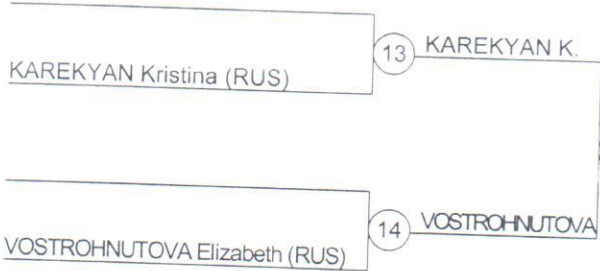 13 KAREKYAN K.
KAREKYAN Kristina (RUS)
14 VOSTROHNUTOVA
VOSTROHNUTOVA Elizabeth (RUS)